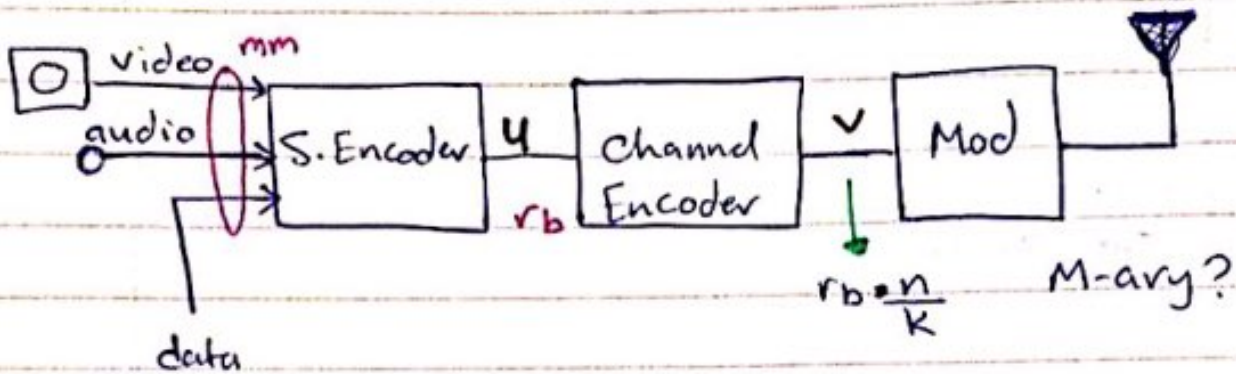 mm
video
audio
S. Encoder
u
rb
Channel
Encoder
v
Mod
rb • n/k
M-ary?
data